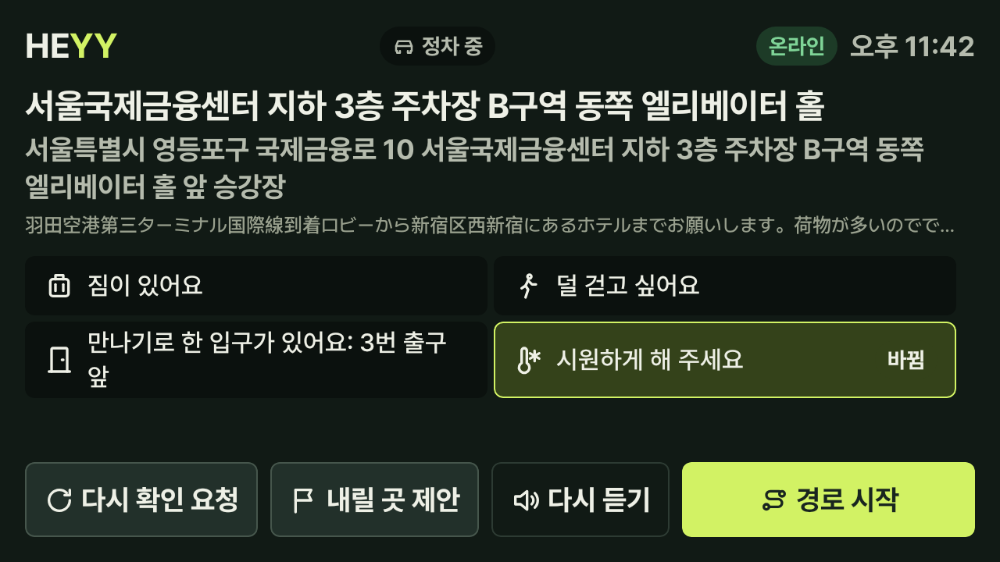 HEYY
정차 중
온라인
오후 11:42
서울국제금융센터 지하 3층 주차장 B구역 동쪽 엘리베이터 홀
서울특별시 영등포구 국제금융로 10 서울국제금융센터 지하 3층 주차장 B구역 동쪽
엘리베이터 홀 앞 승강장
羽田空港第三ターミナル国際線到着ロビーから新宿区西新宿にあるホテルまでお願いします。荷物が多いのでで…
짐이 있어요
덜 걷고 싶어요
만나기로 한 입구가 있어요: 3번 출구
앞
시원하게 해 주세요
바뀜
다시 확인 요청
내릴 곳 제안
다시 듣기
경로 시작